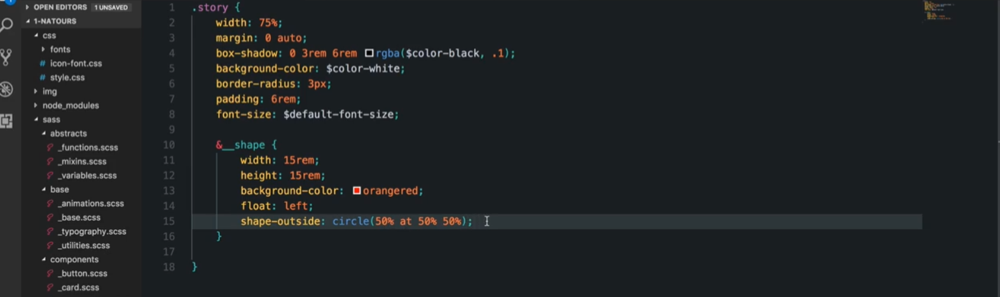 OPEN EDITORS 1 UNSAVED
1-NATOURS
css
fonts
# icon-font.css
# style.css
img
node_modules
sass
abstracts
_functions.scss
_mixins.scss
_variables.scss
base
_animations.scss
_base.scss
_typography.scss
_utilities.scss
components
_button.scss
_card.scss
1 .story {
2 width: 75%;
3 margin: 0 auto;
4 box-shadow: 0 3rem 6rem rgba($color-black, .1);
5 background-color: $color-white;
6 border-radius: 3px;
7 padding: 6rem;
8 font-size: $default-font-size;
9
10 &__shape {
11 width: 15rem;
12 height: 15rem;
13 background-color: orangered;
14 float: left;
15 shape-outside: circle(50% at 50% 50%);
16 }
17
18 }